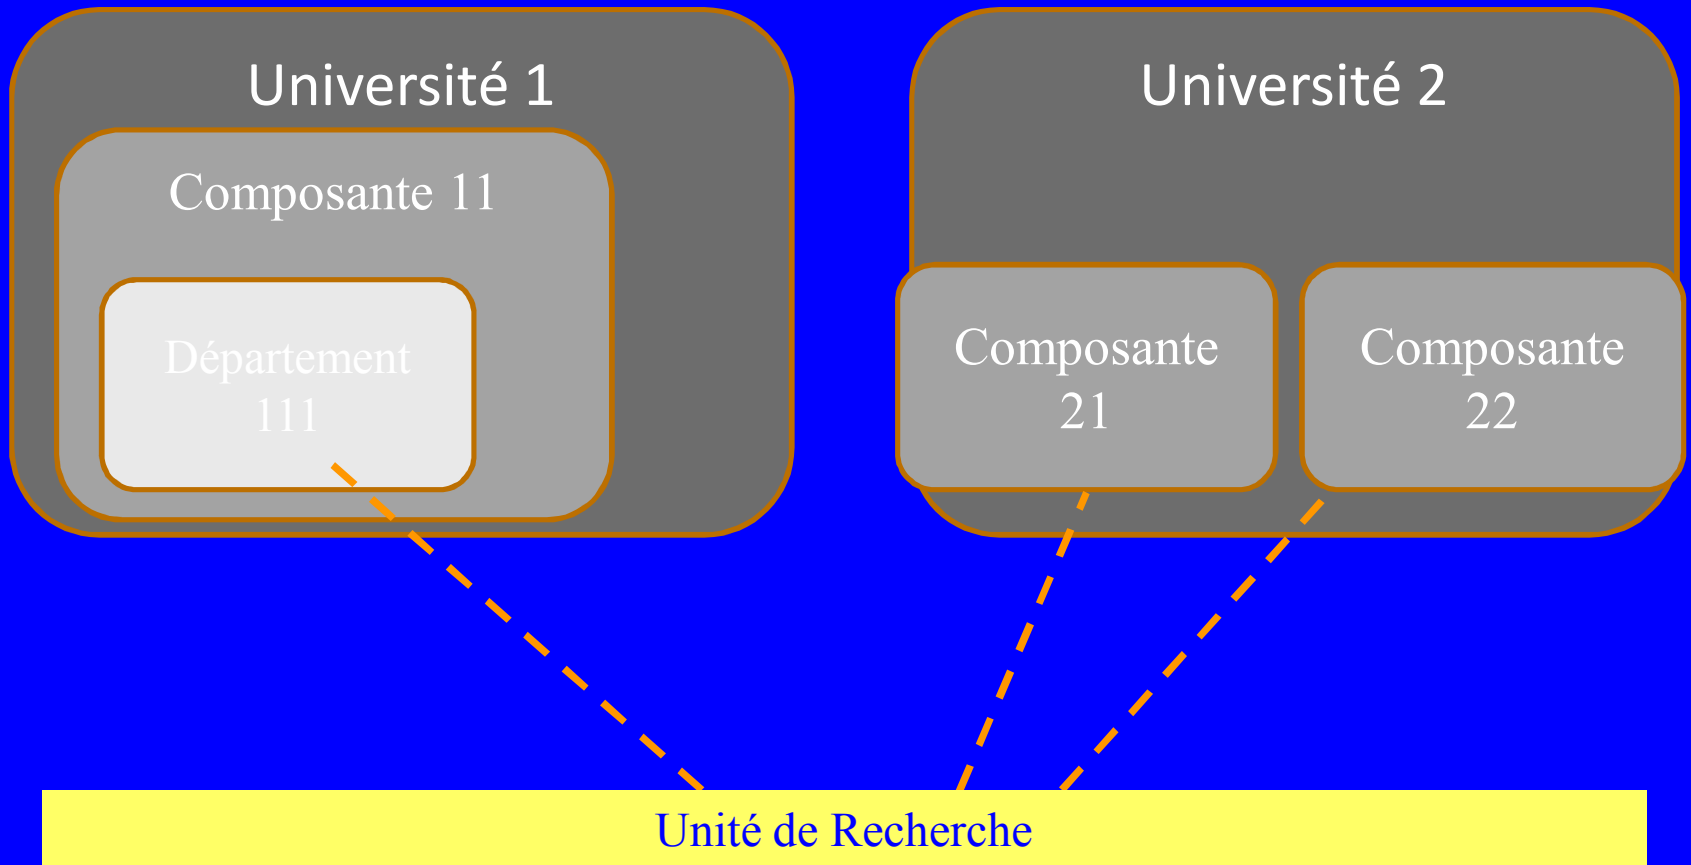 Université 1
Composante 11
Département
111
Université 2
Composante
21
Composante
22
Unité de Recherche